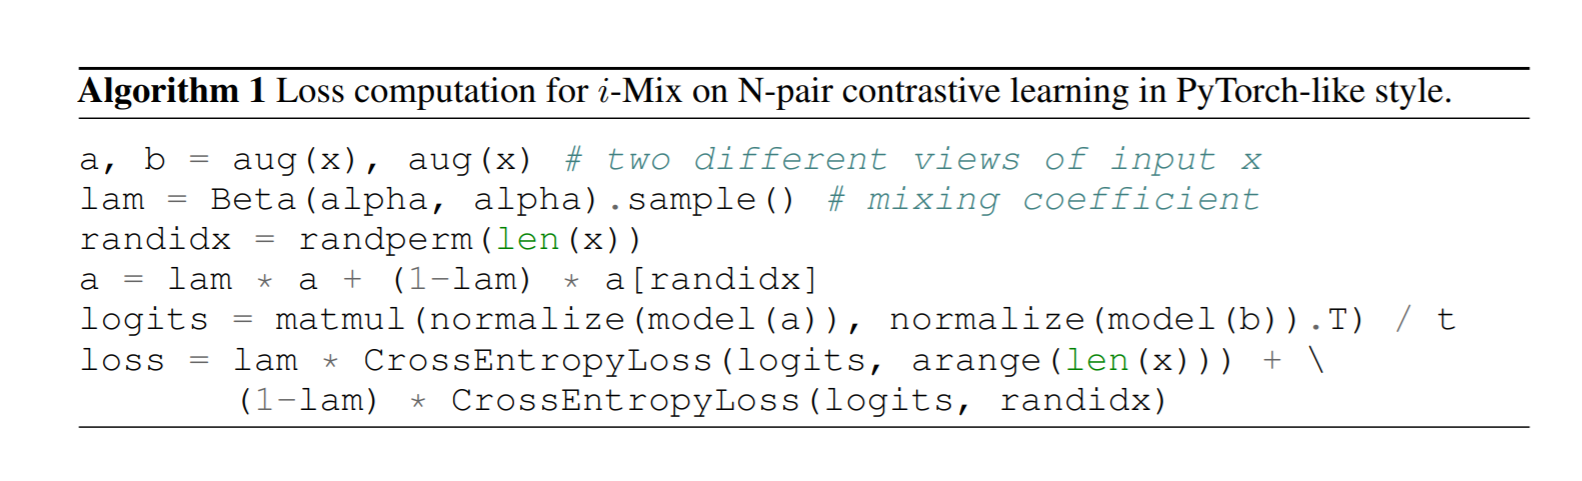 Algorithm 1 Loss computation for i-Mix on N-pair contrastive learning in PyTorch-like style.
a, b = aug(x), aug(x) # two different views of input x
lam = Beta(alpha, alpha).sample() # mixing coefficient
randidx = randperm(len(x))
a = lam * a + (1-lam) * a[randidx]
logits = matmul(normalize(model(a)), normalize(model(b)).T) / t
loss = lam * CrossEntropyLoss(logits, arange(len(x))) + \
(1-lam) * CrossEntropyLoss(logits, randidx)